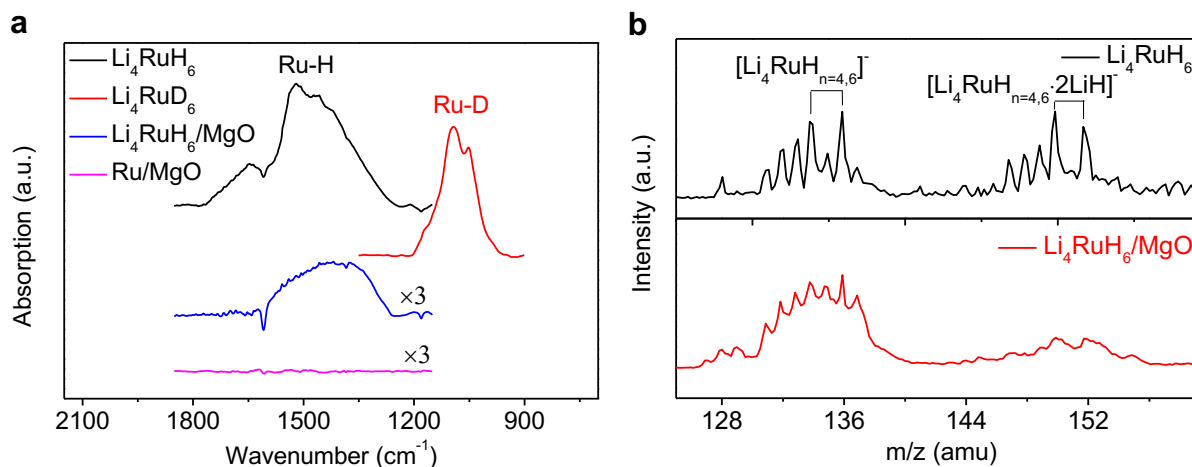 a
Li₄RuH₆
Li₄RuD₆
Li₄RuH₆/MgO
Ru/MgO
Ru-H
Ru-D
×3
×3
Absorption (a.u.)
2100 1800 1500 1200 900
Wavenumber (cm⁻¹)
b
Li₄RuH₆
[Li₄RuHₙ₌₄,₆]⁻
[Li₄RuHₙ₌₄,₆·2LiH]⁻
Li₄RuH₆/MgO
Intensity (a.u.)
128 136 144 152
m/z (amu)